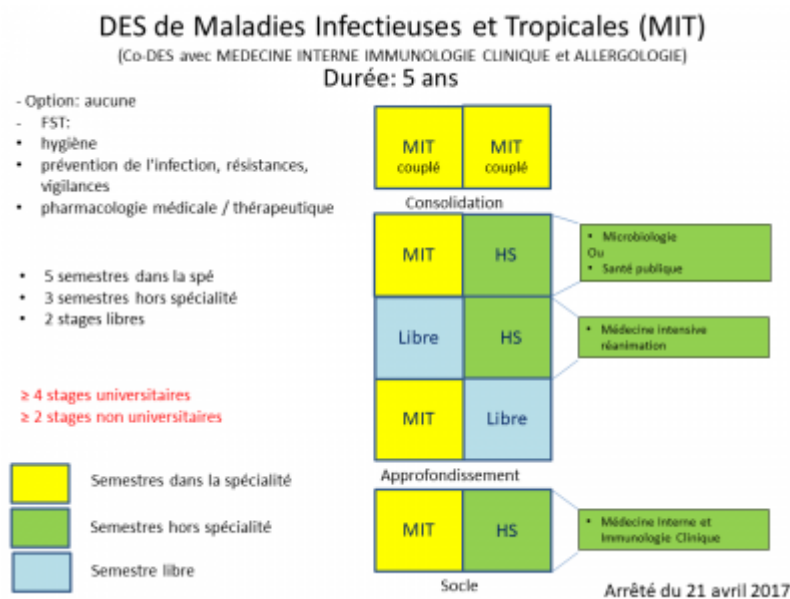 DES de Maladies Infectieuses et Tropicales (MIT)
(Co-DES avec MEDECINE INTERNE IMMUNOLOGIE CLINIQUE et ALLERGOLOGIE)
Durée: 5 ans
- Option: aucune
- FST:
• hygiène
• prévention de l'infection, résistances,
vigilances
• pharmacologie médicale / thérapeutique
• 5 semestres dans la spé
• 3 semestres hors spécialité
• 2 stages libres
≥ 4 stages universitaires
≥ 2 stages non universitaires
Semestres dans la spécialité
Semestres hors spécialité
Semestre libre
MIT
couplé
MIT
couplé
Consolidation
MIT
HS
• Microbiologie
Ou
• Santé publique
Libre
HS
• Médecine intensive
réanimation
MIT
Libre
Approfondissement
MIT
HS
• Médecine Interne et
Immunologie Clinique
Socle
Arrêté du 21 avril 2017